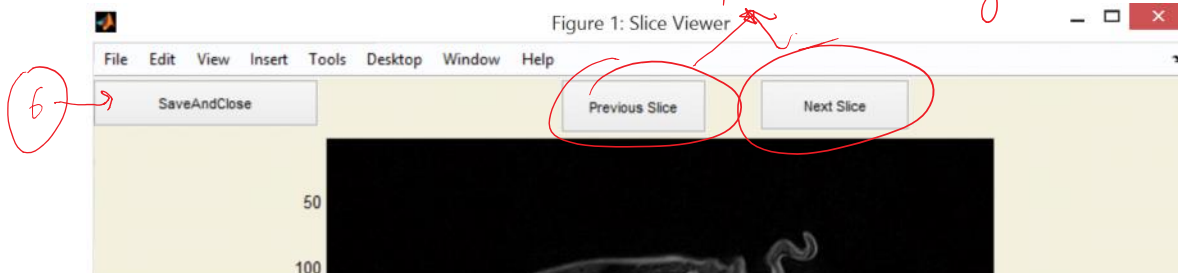 Figure 1: Slice Viewer
File Edit View Insert Tools Desktop Window Help
6 SaveAndClose Previous Slice Next Slice
50
100